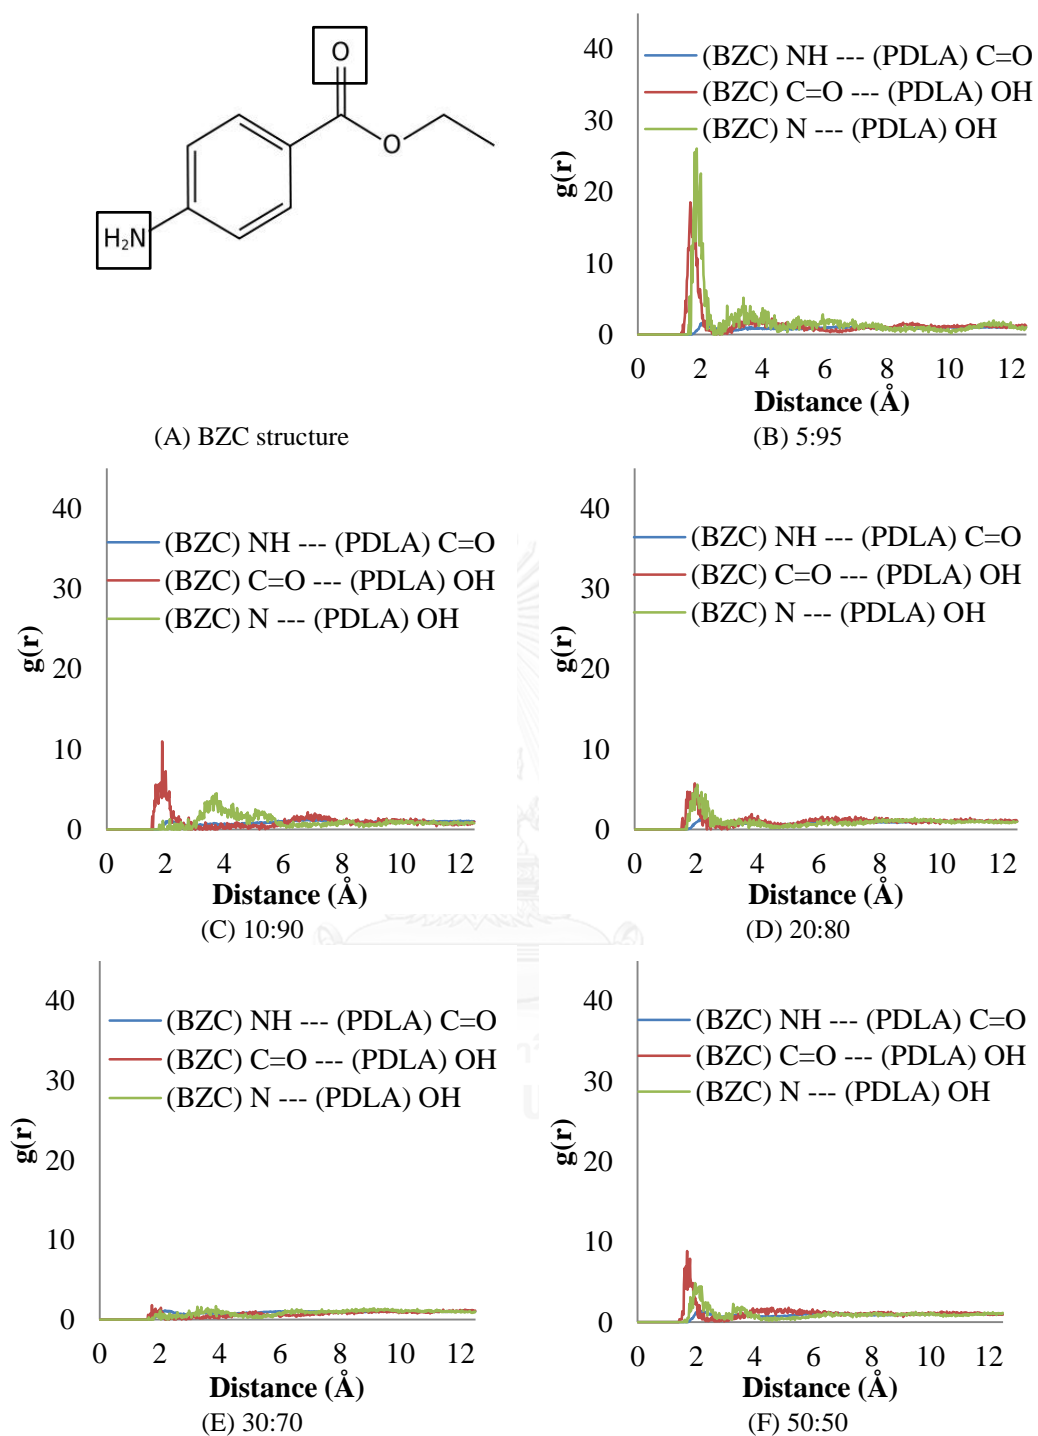 O
O
H₂N
(A) BZC structure
40
30
20
10
0
g(r)
(BZC) NH --- (PDLA) C=O
(BZC) C=O --- (PDLA) OH
(BZC) N --- (PDLA) OH
0 2 4 6 8 10 12
Distance (Å)
(B) 5:95
40
30
20
10
0
g(r)
(BZC) NH --- (PDLA) C=O
(BZC) C=O --- (PDLA) OH
(BZC) N --- (PDLA) OH
0 2 4 6 8 10 12
Distance (Å)
(C) 10:90
40
30
20
10
0
g(r)
(BZC) NH --- (PDLA) C=O
(BZC) C=O --- (PDLA) OH
(BZC) N --- (PDLA) OH
0 2 4 6 8 10 12
Distance (Å)
(D) 20:80
40
30
20
10
0
g(r)
(BZC) NH --- (PDLA) C=O
(BZC) C=O --- (PDLA) OH
(BZC) N --- (PDLA) OH
0 2 4 6 8 10 12
Distance (Å)
(E) 30:70
40
30
20
10
0
g(r)
(BZC) NH --- (PDLA) C=O
(BZC) C=O --- (PDLA) OH
(BZC) N --- (PDLA) OH
0 2 4 6 8 10 12
Distance (Å)
(F) 50:50